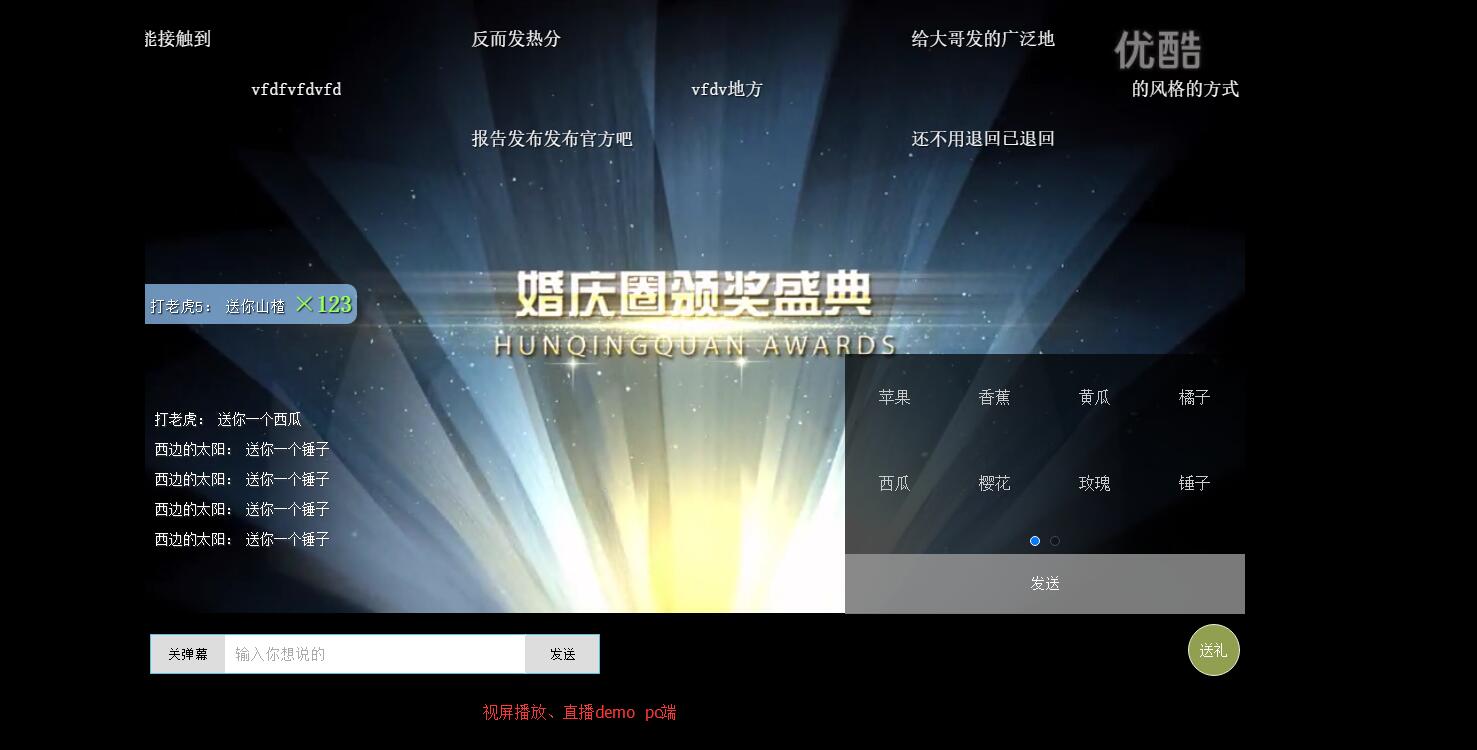 能接触到 反而发热分 给大哥发的广泛地
优酷
vfdfvfdvfd vfdv地方 的风格的方式
报告发布发布官方吧 还不用退回已退回
婚庆圈颁奖盛典
打老虎5： 送你山楂 ×123
HUNQINGQUAN AWARDS
苹果 香蕉 黄瓜 橘子
打老虎： 送你一个西瓜
西边的太阳： 送你一个锤子
西瓜 樱花 玫瑰 锤子
西边的太阳： 送你一个锤子
西边的太阳： 送你一个锤子
西边的太阳： 送你一个锤子
发送
关弹幕 输入你想说的 发送
送礼
视屏播放、直播demo pc端